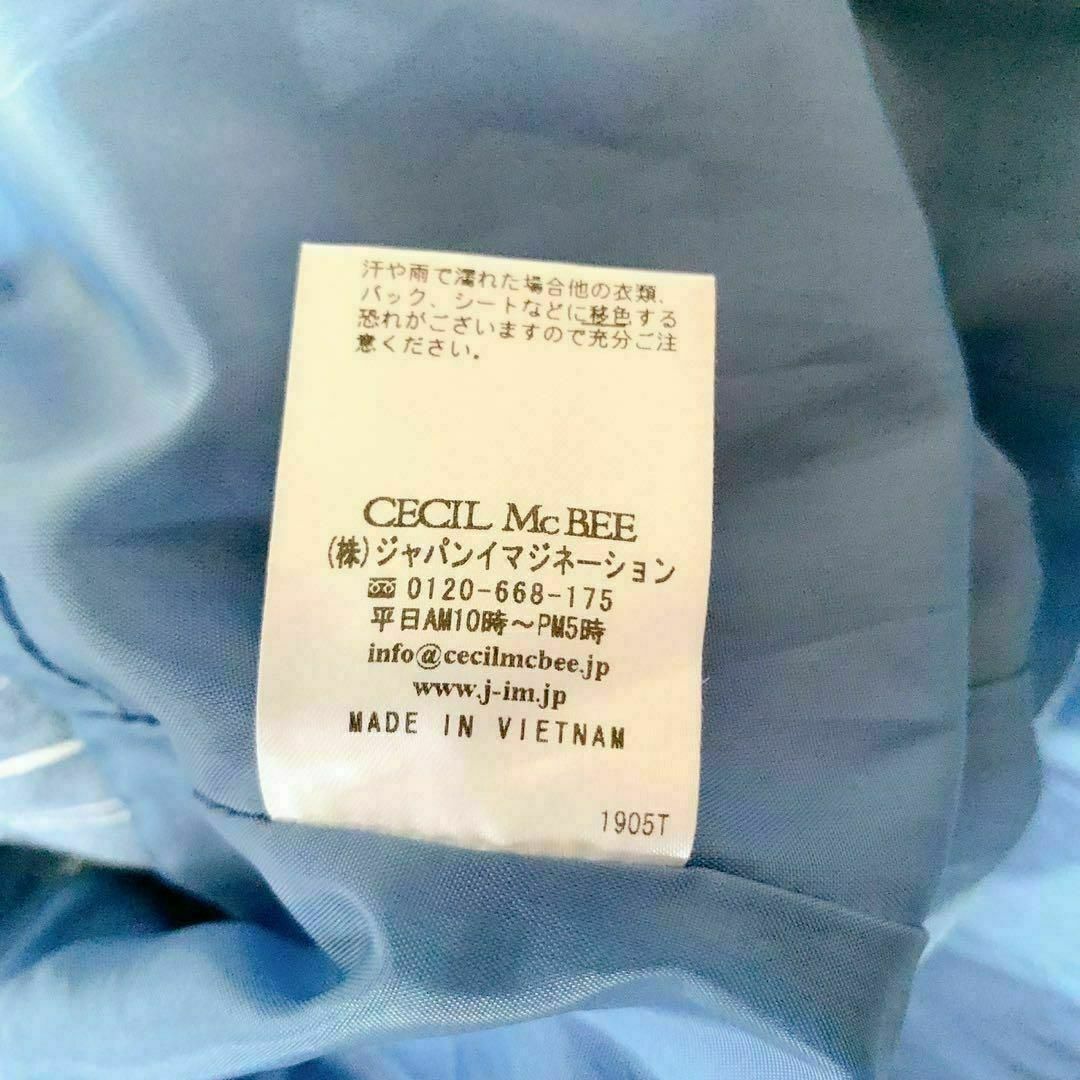 汗や雨で濡れた場合他の衣類、
バック、シートなどに移色する
恐れがございますので充分ご注
意ください。
CECIL McBEE
(株)ジャパンイマジネーション
0120-668-175
平日AM10時～PM5時
info@cecilmcbee.jp
www.j-im.jp
MADE IN VIETNAM
1905T